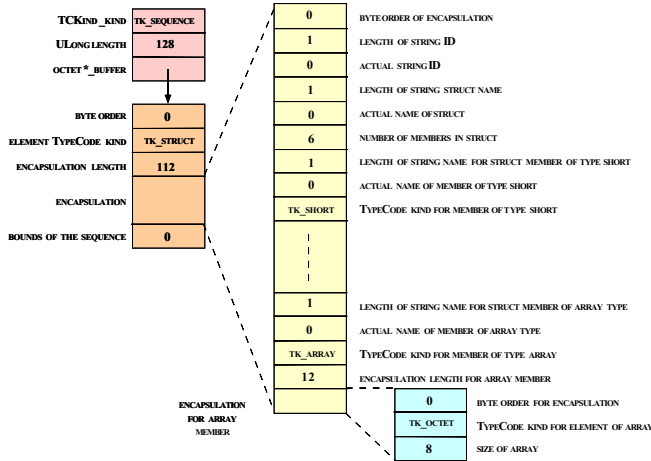 TCKIND_KIND TK_SEQUENCE
ULONG LENGTH 128
OCTET *_BUFFER
BYTE ORDER 0
ELEMENT TYPECODE KIND TK_STRUCT
ENCAPSULATION LENGTH 112
ENCAPSULATION
BOUNDS OF THE SEQUENCE 0
0 BYTE ORDER OF ENCAPSULATION
1 LENGTH OF STRING ID
0 ACTUAL STRING ID
1 LENGTH OF STRING STRUCT NAME
0 ACTUAL NAME OF STRUCT
6 NUMBER OF MEMBERS IN STRUCT
1 LENGTH OF STRING NAME FOR STRUCT MEMBER OF TYPE SHORT
0 ACTUAL NAME OF MEMBER OF TYPE SHORT
TK_SHORT TYPECODE KIND FOR MEMBER OF TYPE SHORT
1 LENGTH OF STRING NAME FOR STRUCT MEMBER OF ARRAY TYPE
0 ACTUAL NAME OF MEMBER OF ARRAY TYPE
TK_ARRAY TYPECODE KIND FOR MEMBER OF TYPE ARRAY
12 ENCAPSULATION LENGTH FOR ARRAY MEMBER
ENCAPSULATION
FOR ARRAY
MEMBER
0 BYTE ORDER FOR ENCAPSULATION
TK_OCTET TYPECODE KIND FOR ELEMENT OF ARRAY
8 SIZE OF ARRAY